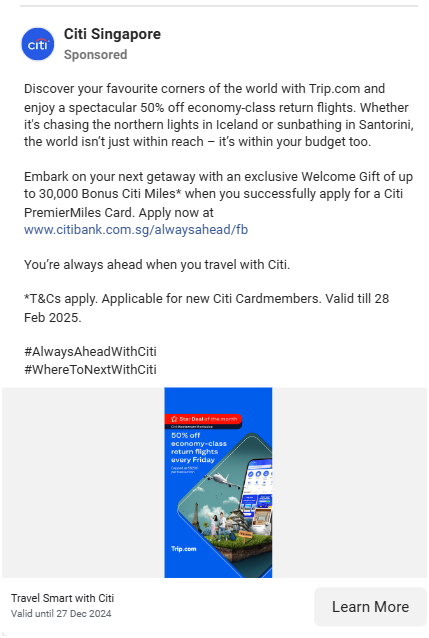 citi
Citi Singapore
Sponsored
Discover your favourite corners of the world with Trip.com and
enjoy a spectacular 50% off economy-class return flights. Whether
it's chasing the northern lights in Iceland or sunbathing in Santorini,
the world isn't just within reach – it's within your budget too.
Embark on your next getaway with an exclusive Welcome Gift of up
to 30,000 Bonus Citi Miles* when you successfully apply for a Citi
PremierMiles Card. Apply now at
www.citibank.com.sg/alwaysahead/fb
You're always ahead when you travel with Citi.
*T&Cs apply. Applicable for new Citi Cardmembers. Valid till 28
Feb 2025.
#AlwaysAheadWithCiti
#WhereToNextWithCiti
Star Deal of the month
50% off
economy-class
return flights
every Friday
Trip.com
Travel Smart with Citi
Valid until 27 Dec 2024
Learn More